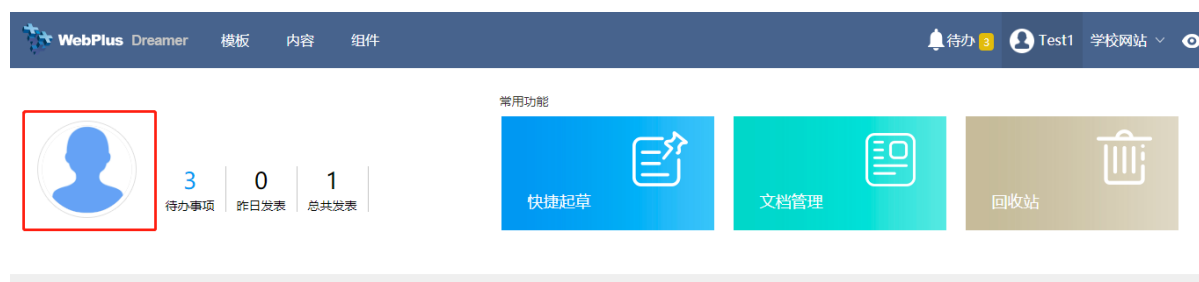 WebPlus Dreamer 模板 内容 组件 待办 3 Test1 学校网站
常用功能
3 0 1
待办事项 昨日发表 总共发表
快捷起草 文档管理 回收站